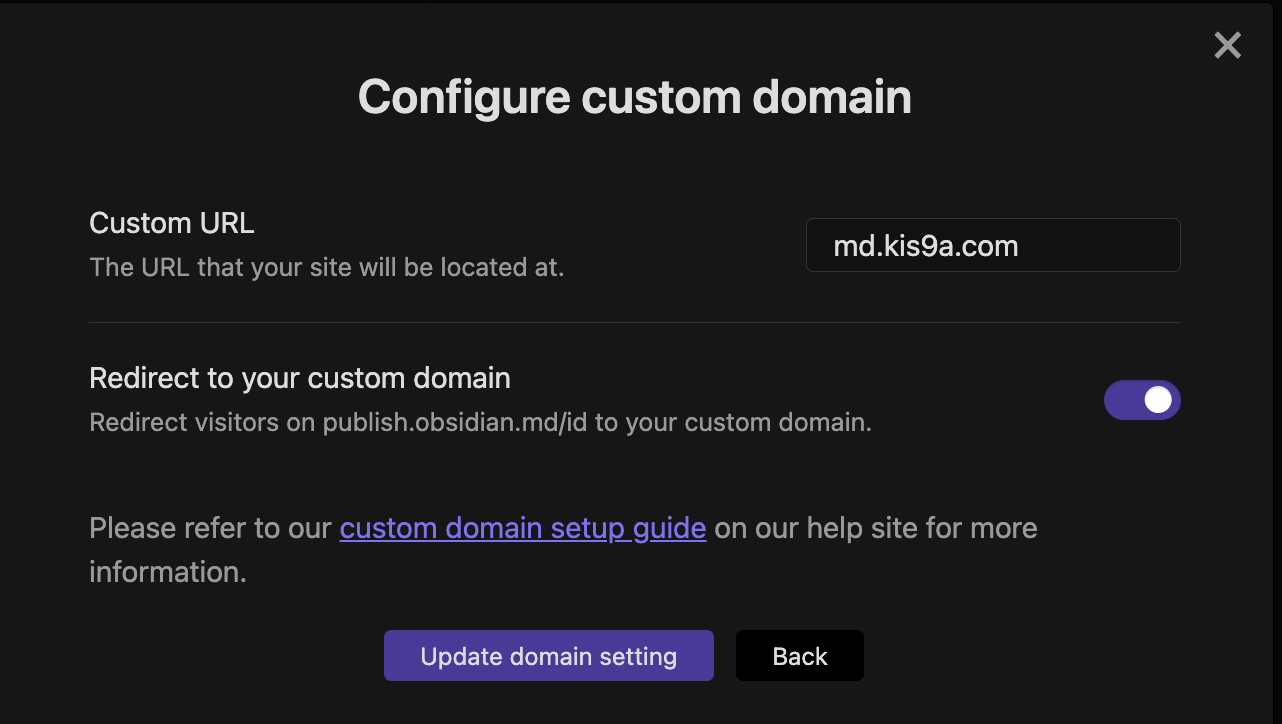 Configure custom domain
Custom URL
The URL that your site will be located at.
md.kis9a.com
Redirect to your custom domain
Redirect visitors on publish.obsidian.md/id to your custom domain.
Please refer to our custom domain setup guide on our help site for more
information.
Update domain setting
Back